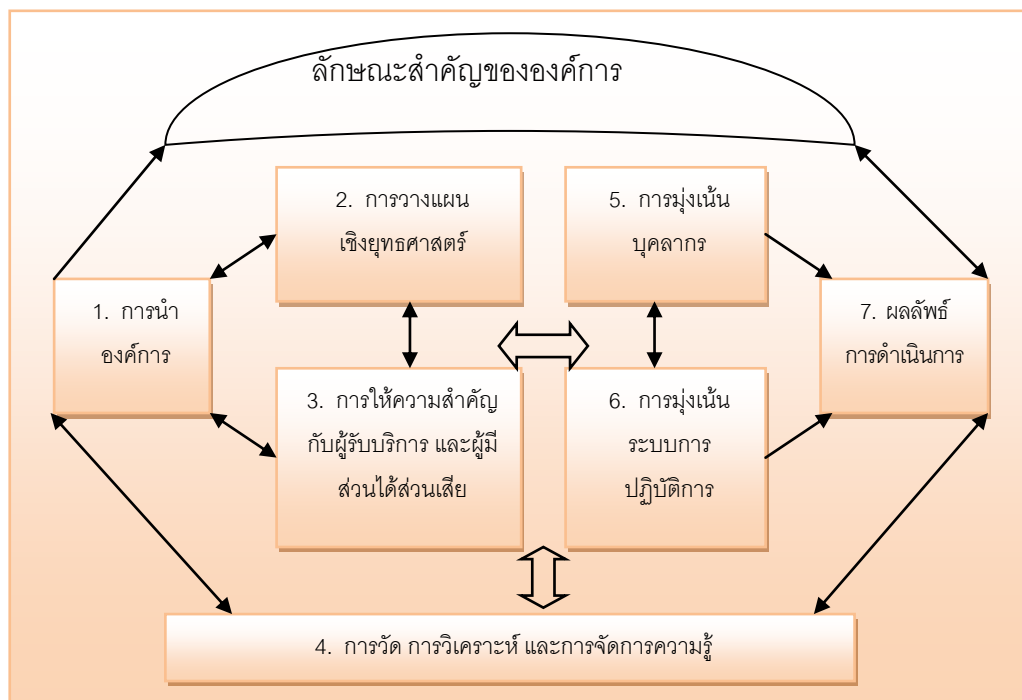 ลักษณะสำคัญขององค์การ
2. การวางแผน
เชิงยุทธศาสตร์
5. การมุ่งเน้น
บุคลากร
1. การนำ
องค์การ
7. ผลลัพธ์
การดำเนินการ
3. การให้ความสำคัญ
กับผู้รับบริการ และผู้มี
ส่วนได้ส่วนเสีย
6. การมุ่งเน้น
ระบบการ
ปฏิบัติการ
4. การวัด การวิเคราะห์ และการจัดการความรู้